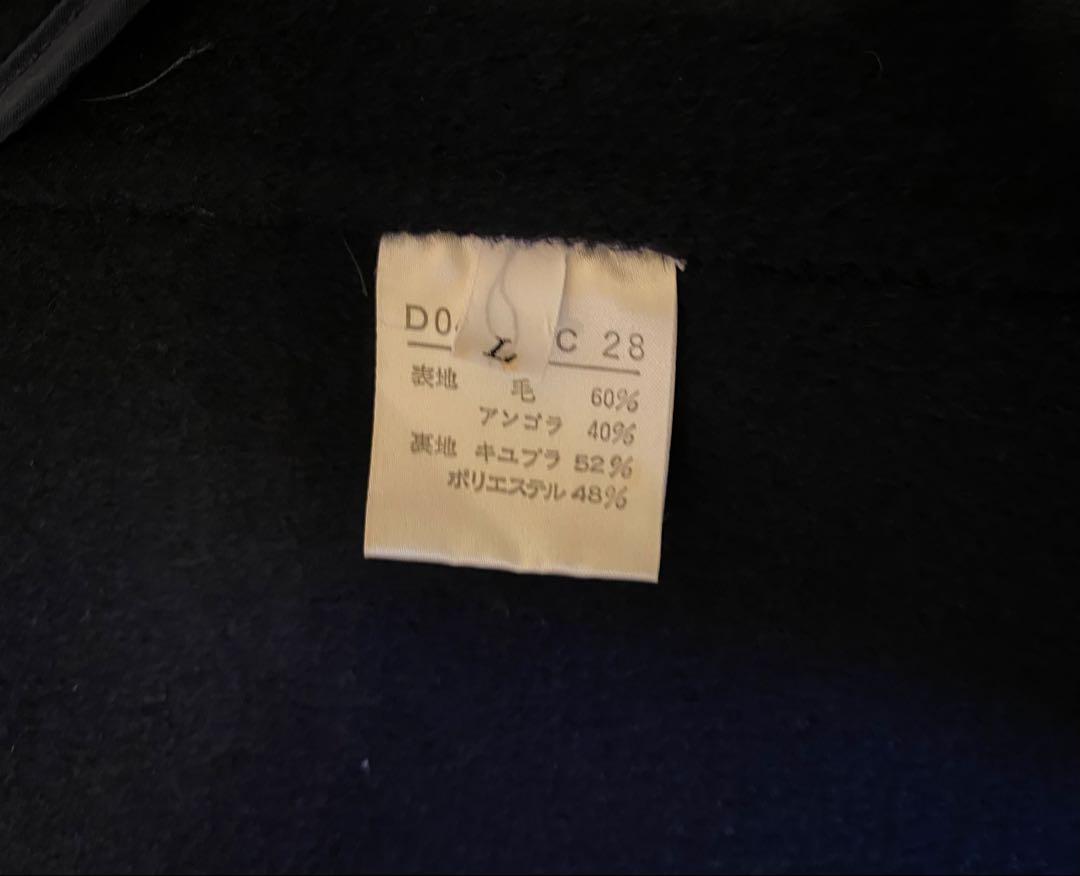 D0 C 28
L
表地 毛 60%
アンゴラ 40%
裏地 キユプラ 52%
ポリエステル 48%